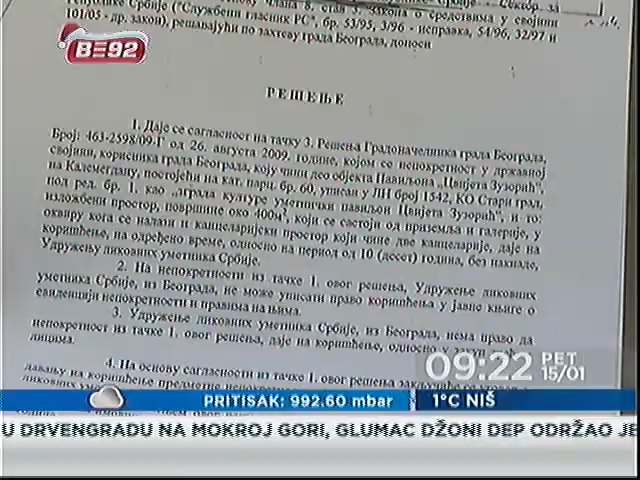 Републике Србије ("Службени гласник РС", бр. 53/95, 3/96 - исправка, 54/96, 32/97 и
101/05 - др. закон), решавајући по захтеву града Београда, доноси
B92
Р Е Ш Е Њ Е
1. Даје се сагласност на тачку 3. Решења Градоначелника града Београда,
Број: 463-2598/09-Г од 26. августа 2009. године, којом се непокретност у државној
својини, корисника града Београда, коју чини део објекта Павиљона „Цвијета Зузорић",
на Калемегдану, постојећи на кат. парц. бр. 60, уписан у ЛН број 1542, КО Стари град,
под ред. бр. 1, као „зграда културе уметнички павиљон Цвијета Зузорић", и то:
изложбени простор, површине око 400м², који се састоји од приземља и галерије, у
оквиру кога се налази и канцеларијски простор који чине две канцеларије, даје на
коришћење, на одређено време, односно на период од 10 (десет) година, без накнаде,
Удружењу ликовних уметника Србије.
2. На непокретности из тачке 1. овог решења, Удружење ликовних
уметника Србије, из Београда, не може уписати право коришћења у јавне књиге о
евиденцији непокретности и правима на њима.
3. Удружење ликовних уметника Србије, из Београда, нема право да
непокретност из тачке 1. овог решења, даје на коришћење, односно у закуп
лицима.
4. На основу сагласности из тачке 1. овог решења закључиће се уговор о
давању на коришћење предметне
ликовних
09:22 PET
15/01
PRITISAK: 992.60 mbar 1°C NIŠ
U DRVENGRADU NA MOKROJ GORI, GLUMAC DŽONI DEP ODRŽAO JE